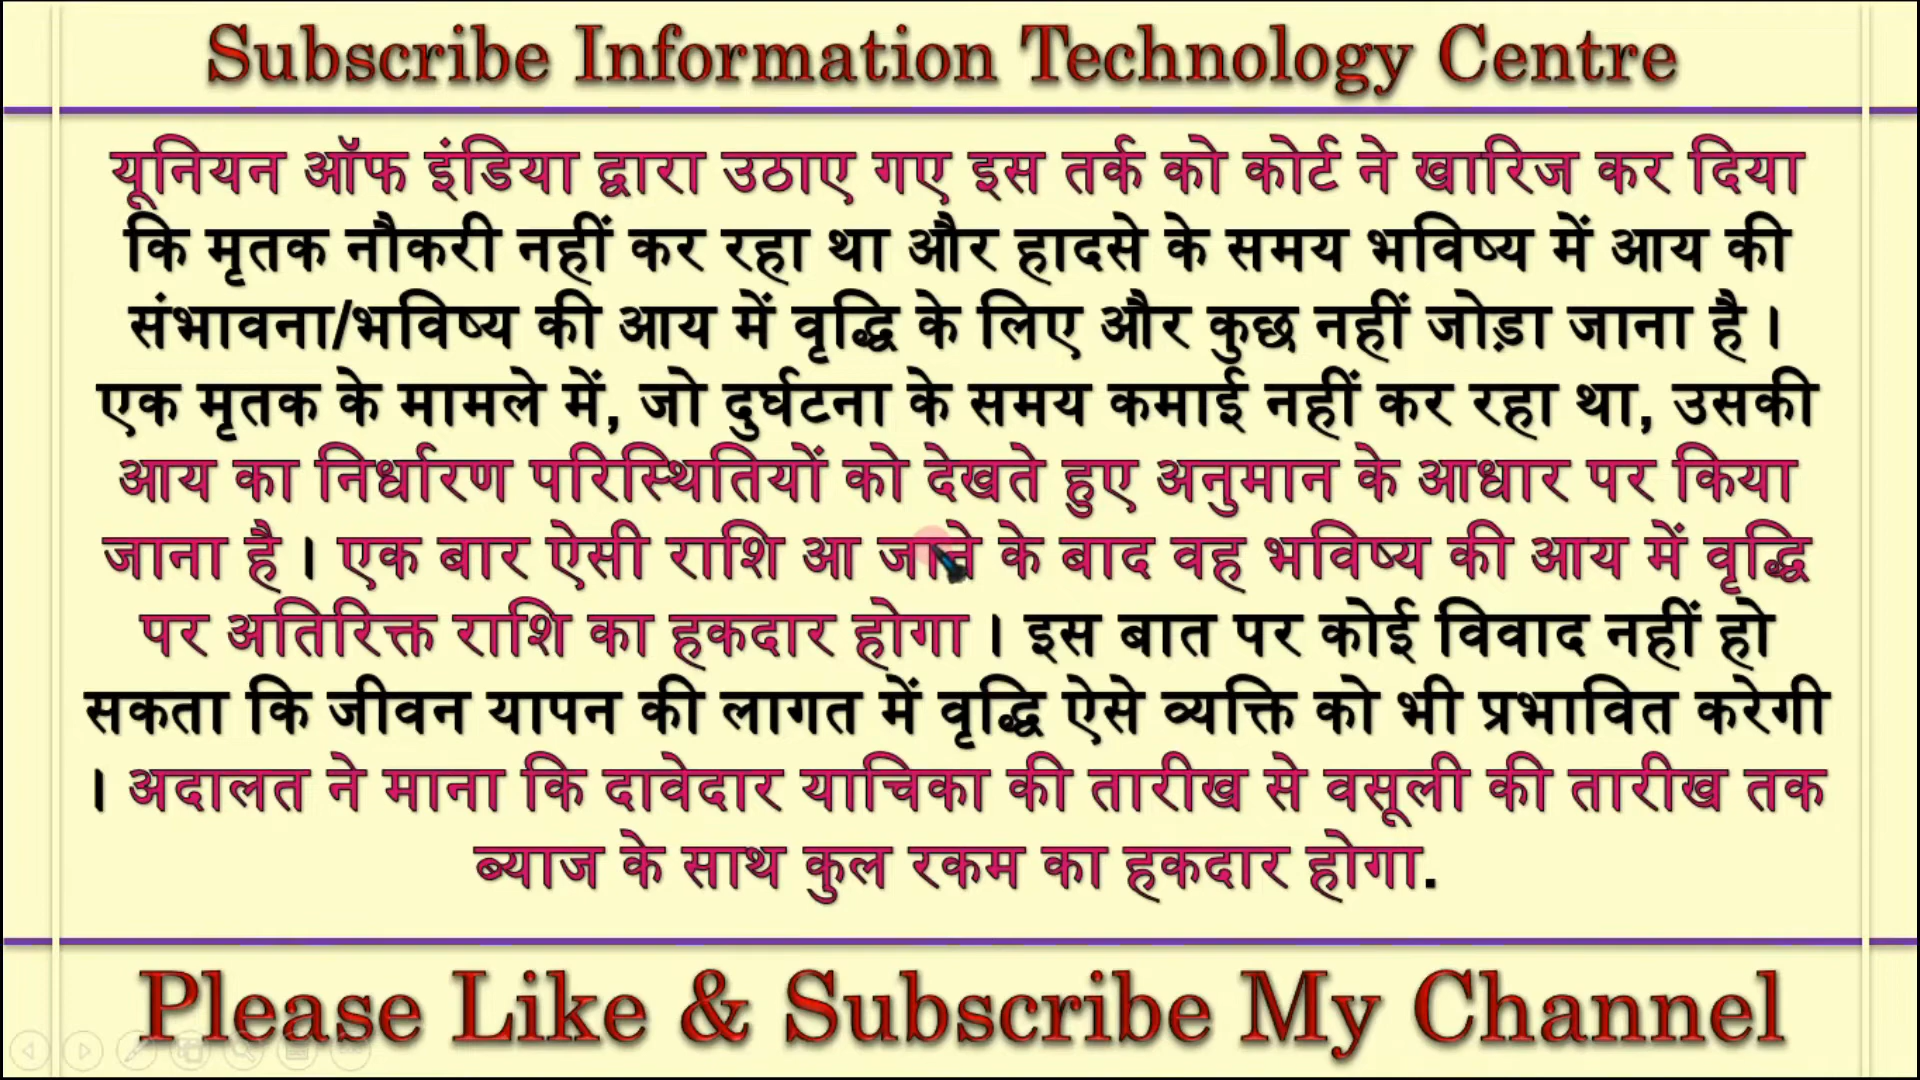 Subscribe Information Technology Centre
यूनियन ऑफ इंडिया द्वारा उठाए गए इस तर्क को कोर्ट ने खारिज कर दिया
कि मृतक नौकरी नहीं कर रहा था और हादसे के समय भविष्य में आय की
संभावना/भविष्य की आय में वृद्धि के लिए और कुछ नहीं जोड़ा जाना है।
एक मृतक के मामले में, जो दुर्घटना के समय कमाई नहीं कर रहा था, उसकी
आय का निर्धारण परिस्थितियों को देखते हुए अनुमान के आधार पर किया
जाना है। एक बार ऐसी राशि आ जाने के बाद वह भविष्य की आय में वृद्धि
पर अतिरिक्त राशि का हकदार होगा। इस बात पर कोई विवाद नहीं हो
सकता कि जीवन यापन की लागत में वृद्धि ऐसे व्यक्ति को भी प्रभावित करेगी
। अदालत ने माना कि दावेदार याचिका की तारीख से वसूली की तारीख तक
ब्याज के साथ कुल रकम का हकदार होगा.
Please Like & Subscribe My Channel